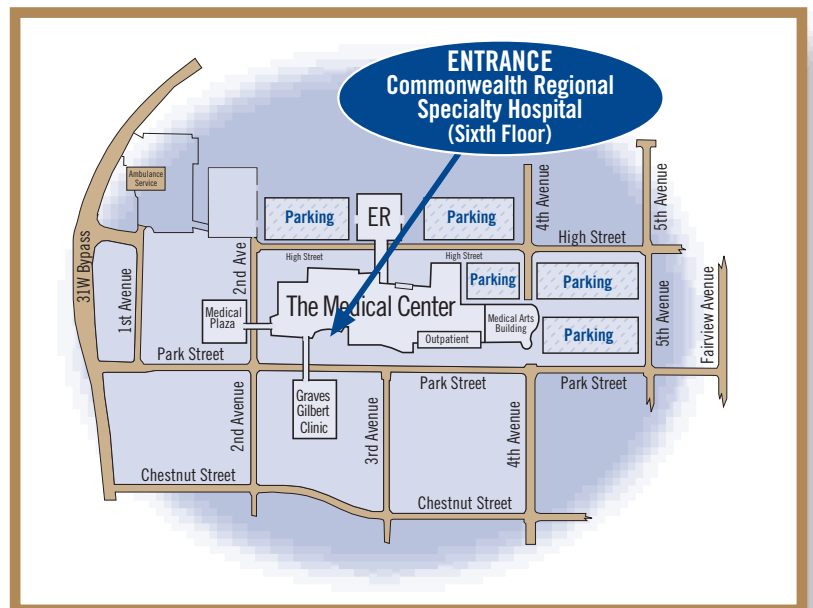 ENTRANCE
Commonwealth Regional
Specialty Hospital
(Sixth Floor)
Ambulance
Service
Parking
ER
Parking
4th Avenue
5th Avenue
High Street
31W Bypass
1st Avenue
2nd Ave
High Street
High Street
Parking
Parking
5th Avenue
Fairview Avenue
Medical
Plaza
The Medical Center
Medical Arts
Building
Outpatient
Parking
Park Street
Park Street
Park Street
Graves
Gilbert
Clinic
2nd Avenue
3rd Avenue
4th Avenue
Chestnut Street
Chestnut Street